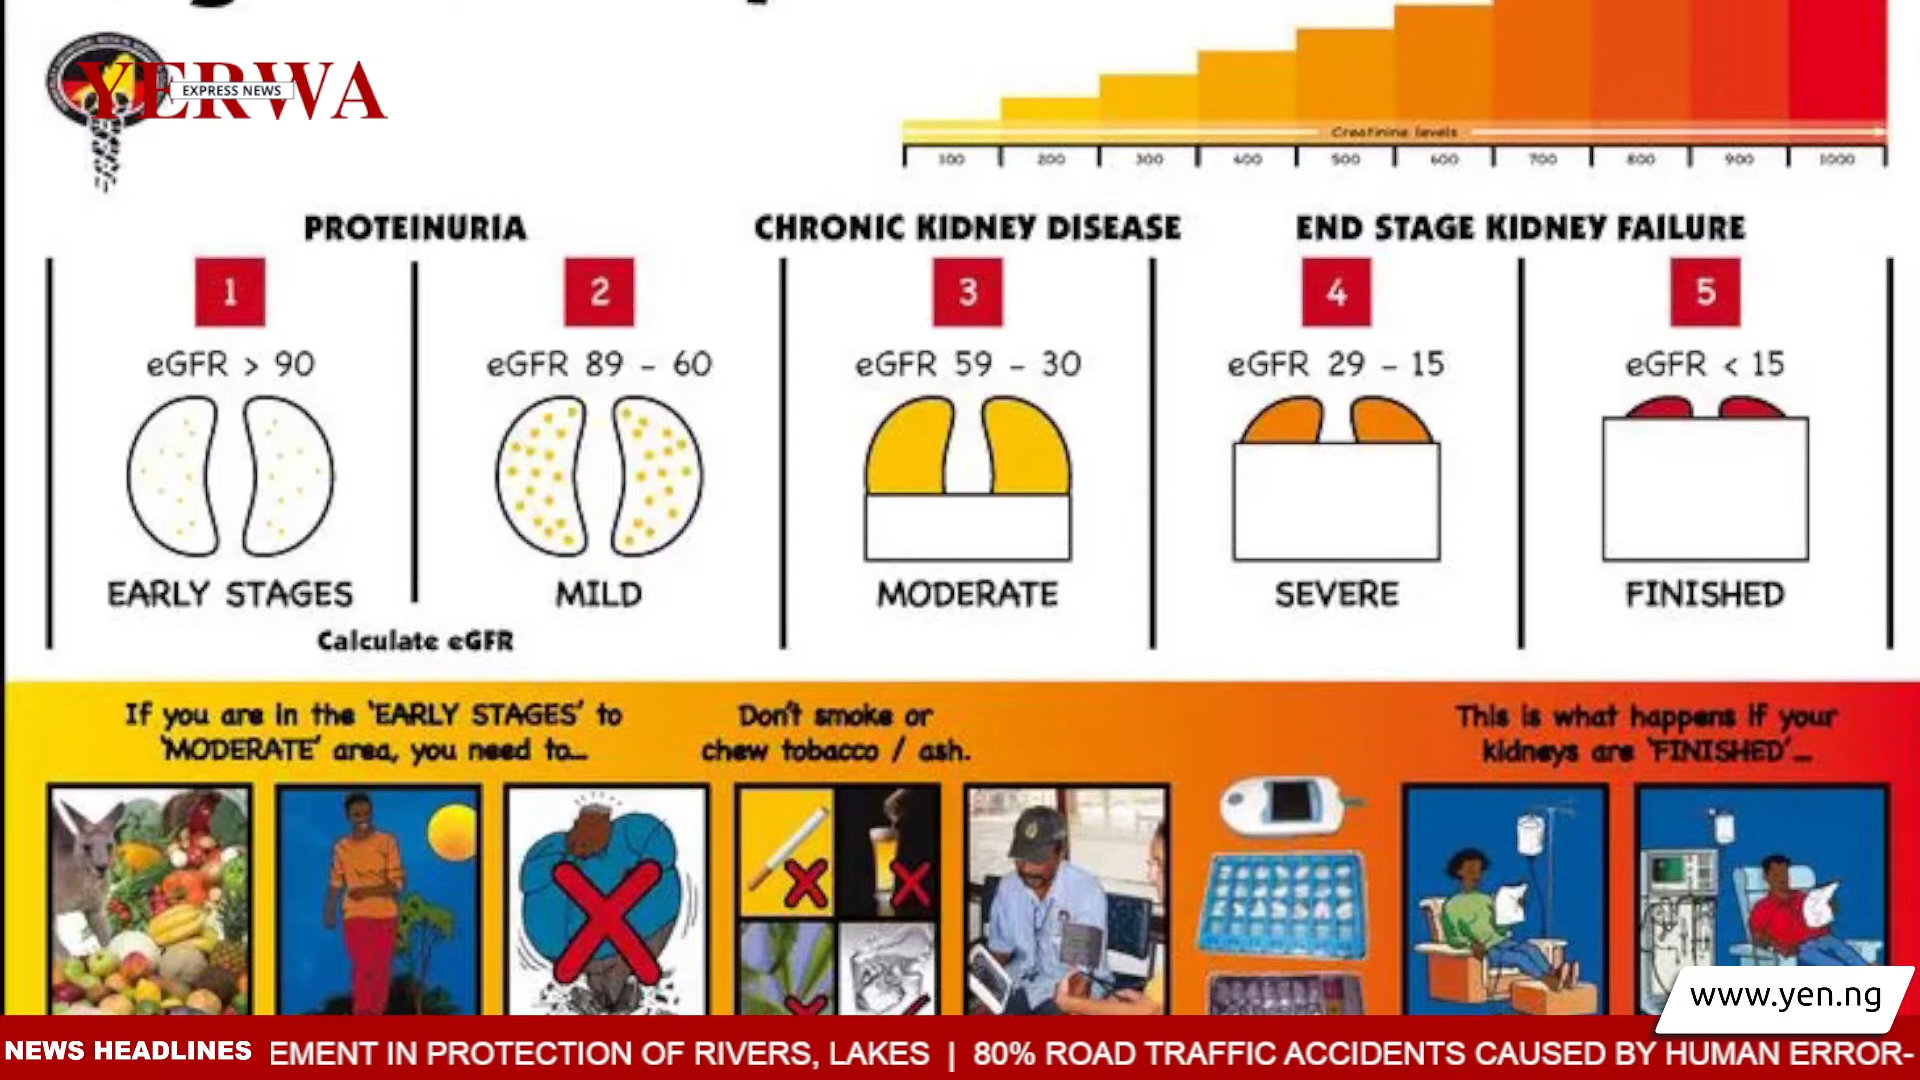 YERWA
EXPRESS NEWS
Creatinine levels
100 200 300 400 500 600 700 800 900 1000
PROTEINURIA CHRONIC KIDNEY DISEASE END STAGE KIDNEY FAILURE
1 2 3 4 5
eGFR > 90 eGFR 89 - 60 eGFR 59 - 30 eGFR 29 - 15 eGFR < 15
EARLY STAGES MILD MODERATE SEVERE FINISHED
Calculate eGFR
If you are in the 'EARLY STAGES' to
'MODERATE' area, you need to...
Don't smoke or
chew tobacco / ash.
This is what happens if your
kidneys are 'FINISHED'...
www.yen.ng
NEWS HEADLINES EMENT IN PROTECTION OF RIVERS, LAKES | 80% ROAD TRAFFIC ACCIDENTS CAUSED BY HUMAN ERROR-